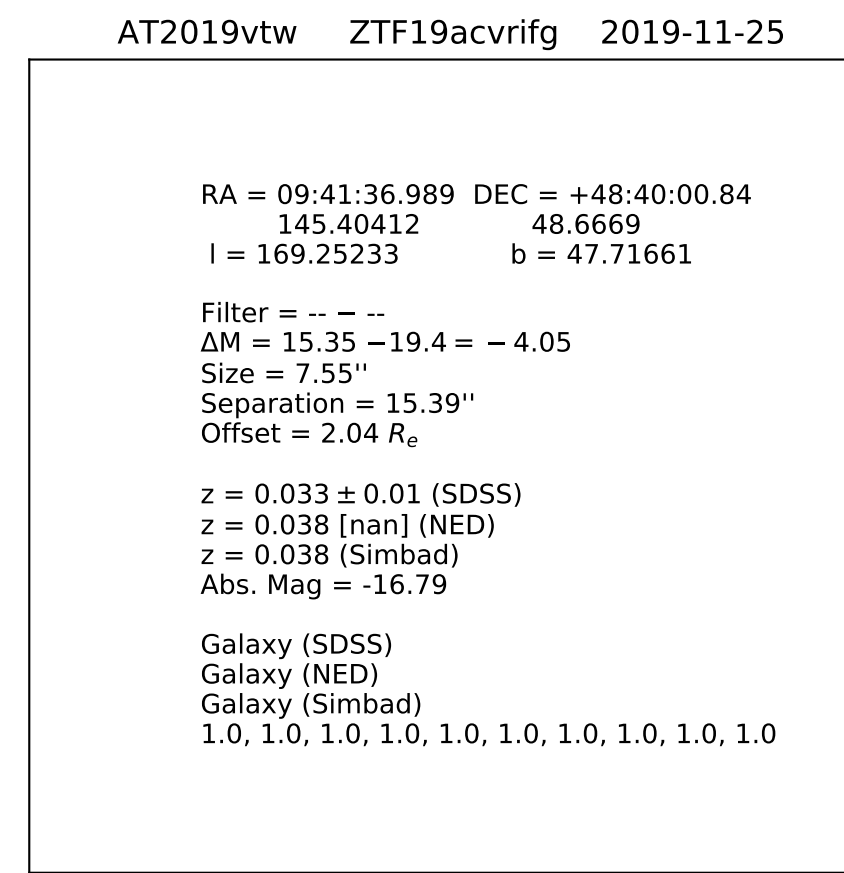 AT2019vtw ZTF19acvrifg 2019-11-25
RA = 09:41:36.989 DEC = +48:40:00.84
145.40412 48.6669
l = 169.25233 b = 47.71661
Filter = -- − --
ΔM = 15.35 −19.4 = − 4.05
Size = 7.55''
Separation = 15.39''
Offset = 2.04 Rₑ
z = 0.033 ± 0.01 (SDSS)
z = 0.038 [nan] (NED)
z = 0.038 (Simbad)
Abs. Mag = -16.79
Galaxy (SDSS)
Galaxy (NED)
Galaxy (Simbad)
1.0, 1.0, 1.0, 1.0, 1.0, 1.0, 1.0, 1.0, 1.0, 1.0